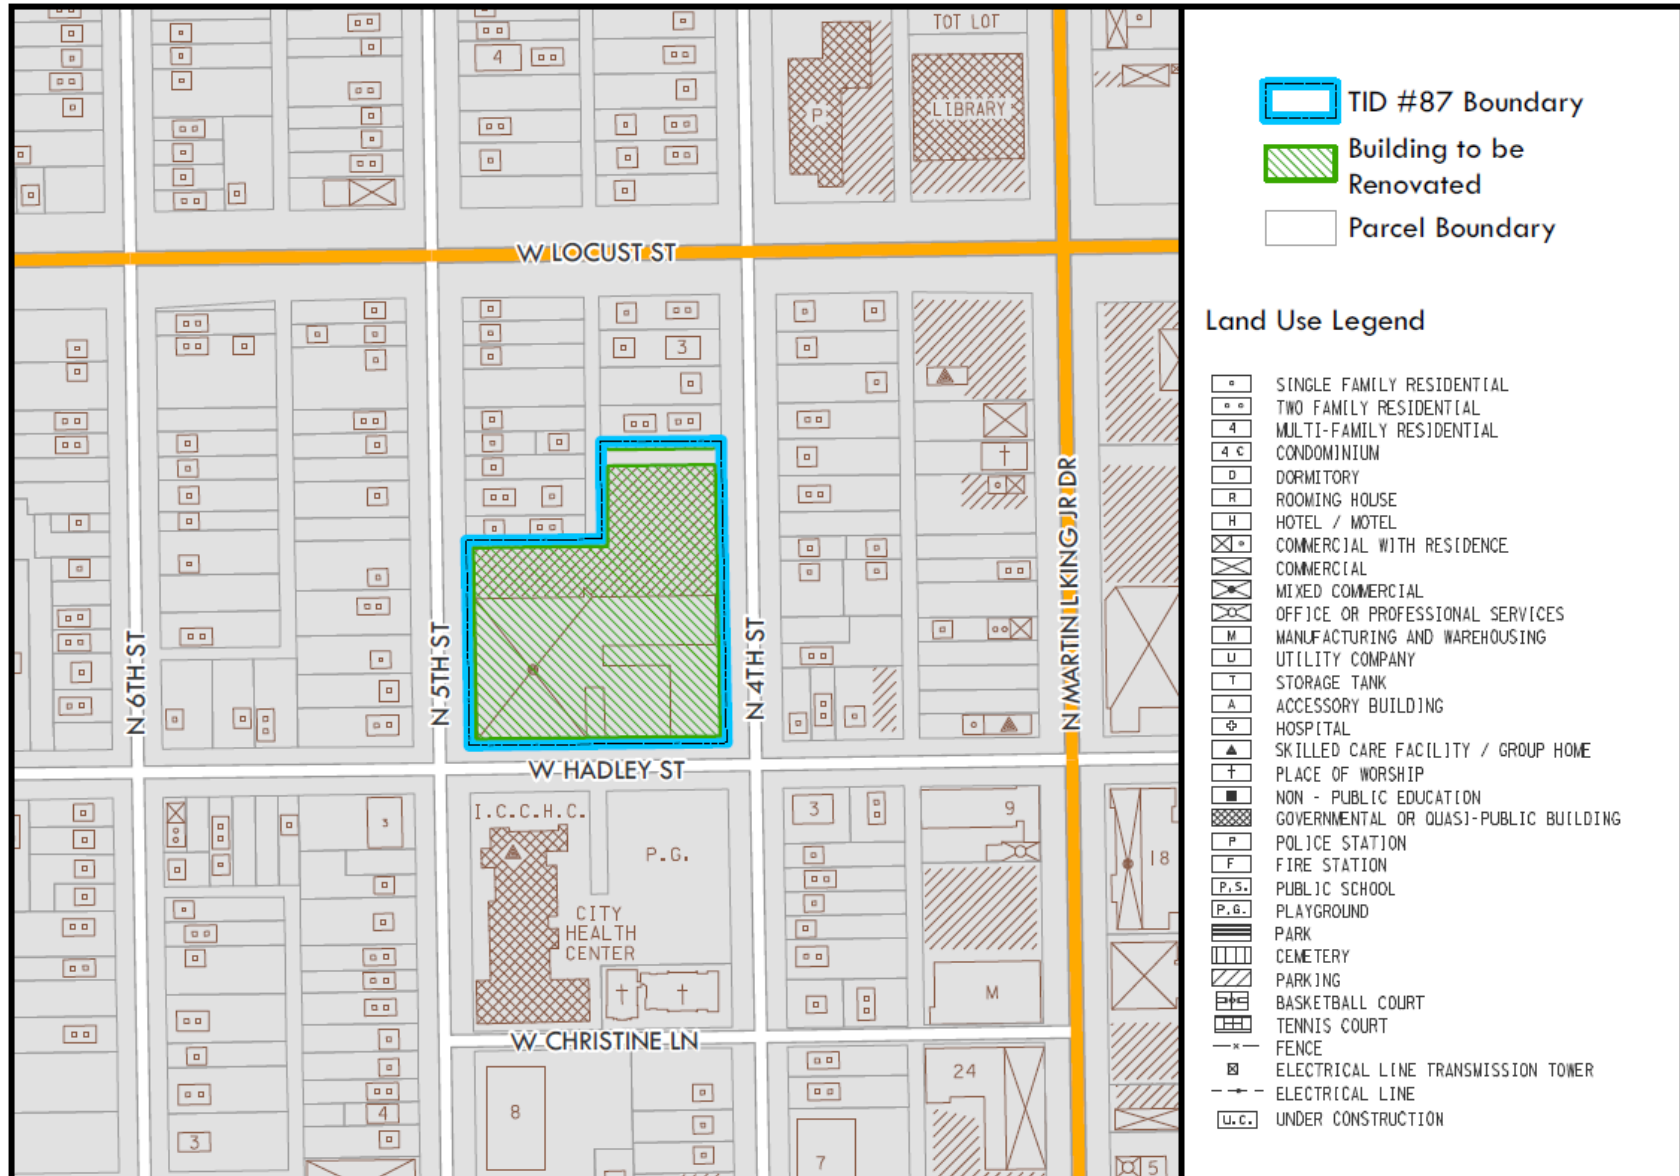 TOT LOT
4
P
LIBRARY
W LOCUST ST
3
N 6TH ST
N 5TH ST
N 4TH ST
N MARTIN L KING JR DR
W HADLEY ST
I.C.C.H.C.
P.G.
CITY
HEALTH
CENTER
3
3
9
18
M
W CHRISTINE LN
8
24
4
3
7
5
TID #87 Boundary
Building to be
Renovated
Parcel Boundary
Land Use Legend
SINGLE FAMILY RESIDENTIAL
TWO FAMILY RESIDENTIAL
4 MULTI-FAMILY RESIDENTIAL
4 C CONDOMINIUM
D DORMITORY
R ROOMING HOUSE
H HOTEL / MOTEL
COMMERCIAL WITH RESIDENCE
COMMERCIAL
MIXED COMMERCIAL
OFFICE OR PROFESSIONAL SERVICES
M MANUFACTURING AND WAREHOUSING
U UTILITY COMPANY
T STORAGE TANK
A ACCESSORY BUILDING
HOSPITAL
SKILLED CARE FACILITY / GROUP HOME
PLACE OF WORSHIP
NON - PUBLIC EDUCATION
GOVERNMENTAL OR QUASI-PUBLIC BUILDING
P POLICE STATION
F FIRE STATION
P.S. PUBLIC SCHOOL
P.G. PLAYGROUND
PARK
CEMETERY
PARKING
BASKETBALL COURT
TENNIS COURT
FENCE
ELECTRICAL LINE TRANSMISSION TOWER
ELECTRICAL LINE
U.C. UNDER CONSTRUCTION